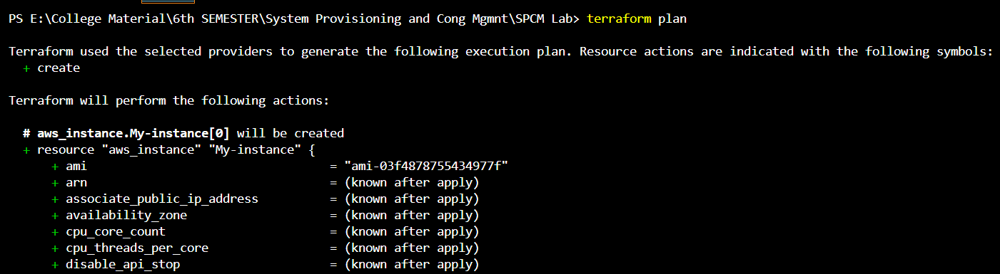 PS E:\College Material\6th SEMESTER\System Provisioning and Cong Mgmnt\SPCM Lab> terraform plan
Terraform used the selected providers to generate the following execution plan. Resource actions are indicated with the following symbols:
+ create
Terraform will perform the following actions:
# aws_instance.My-instance[0] will be created
+ resource "aws_instance" "My-instance" {
+ ami = "ami-03f4878755434977f"
+ arn = (known after apply)
+ associate_public_ip_address = (known after apply)
+ availability_zone = (known after apply)
+ cpu_core_count = (known after apply)
+ cpu_threads_per_core = (known after apply)
+ disable_api_stop = (known after apply)